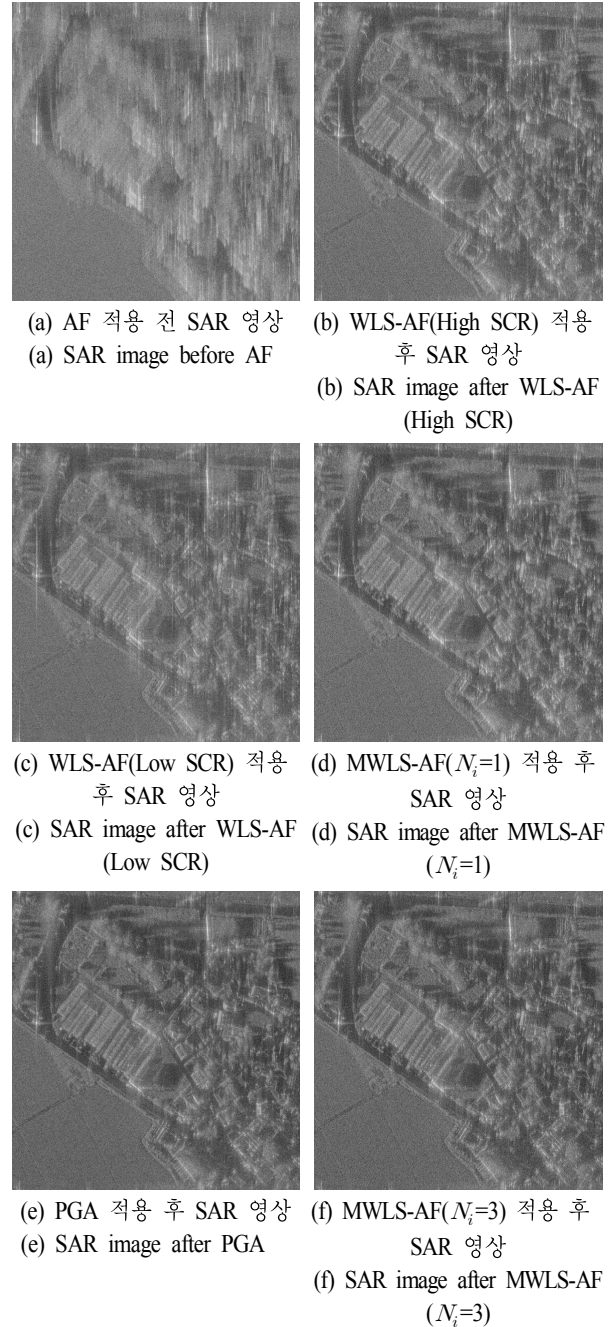 (a) AF 적용 전 SAR 영상
(a) SAR image before AF
(b) WLS-AF(High SCR) 적용
후 SAR 영상
(b) SAR image after WLS-AF
(High SCR)
(c) WLS-AF(Low SCR) 적용
후 SAR 영상
(c) SAR image after WLS-AF
(Low SCR)
(d) MWLS-AF(N_i=1) 적용 후
SAR 영상
(d) SAR image after MWLS-AF
(N_i=1)
(e) PGA 적용 후 SAR 영상
(e) SAR image after PGA
(f) MWLS-AF(N_i=3) 적용 후
SAR 영상
(f) SAR image after MWLS-AF
(N_i=3)